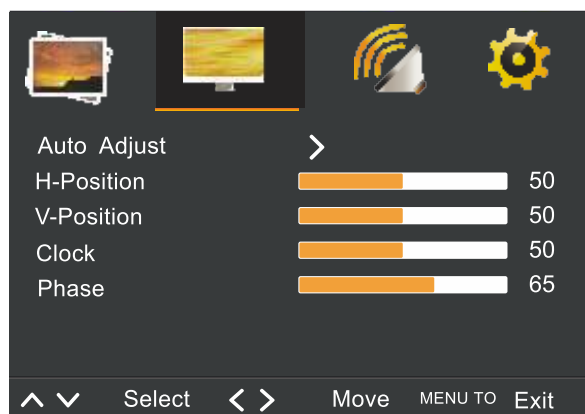 Auto Adjust
H-Position 50
V-Position 50
Clock 50
Phase 65
Select Move MENU TO Exit